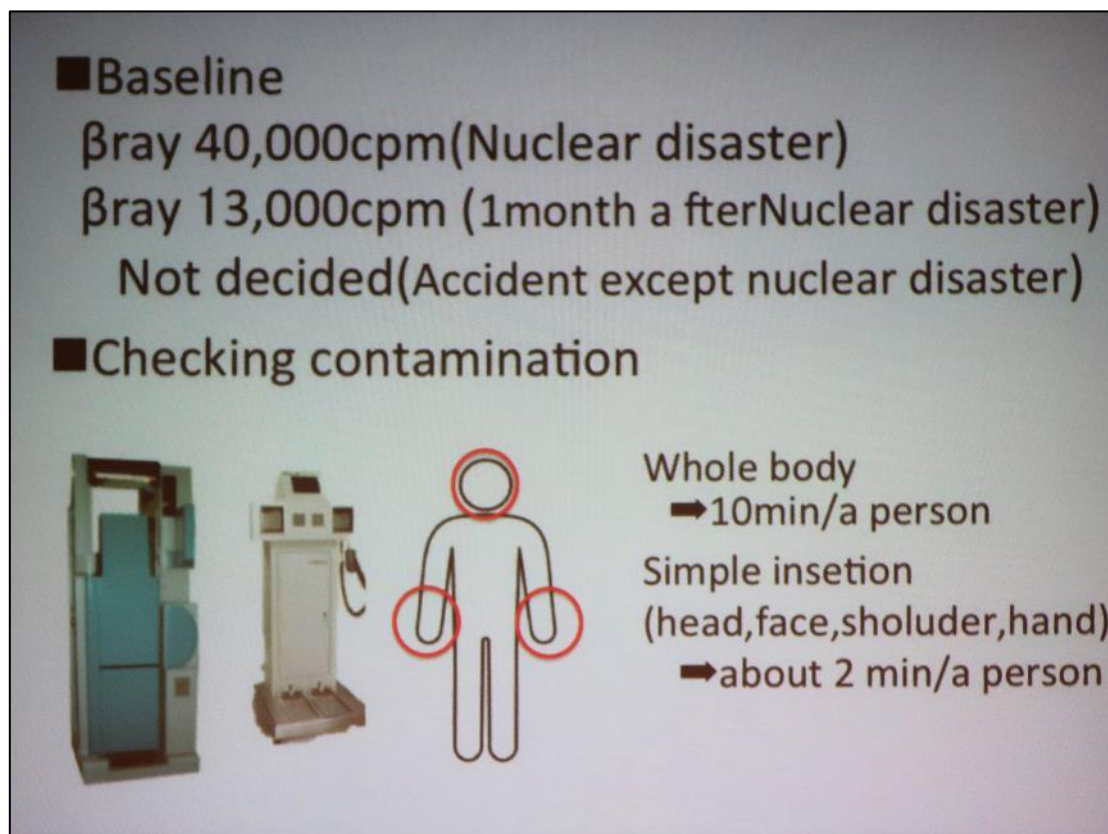 ■Baseline
βray 40,000cpm(Nuclear disaster)
βray 13,000cpm (1month a fterNuclear disaster)
Not decided(Accident except nuclear disaster)
■Checking contamination
Whole body
➡10min/a person
Simple insetion
(head,face,sholuder,hand)
➡about 2 min/a person